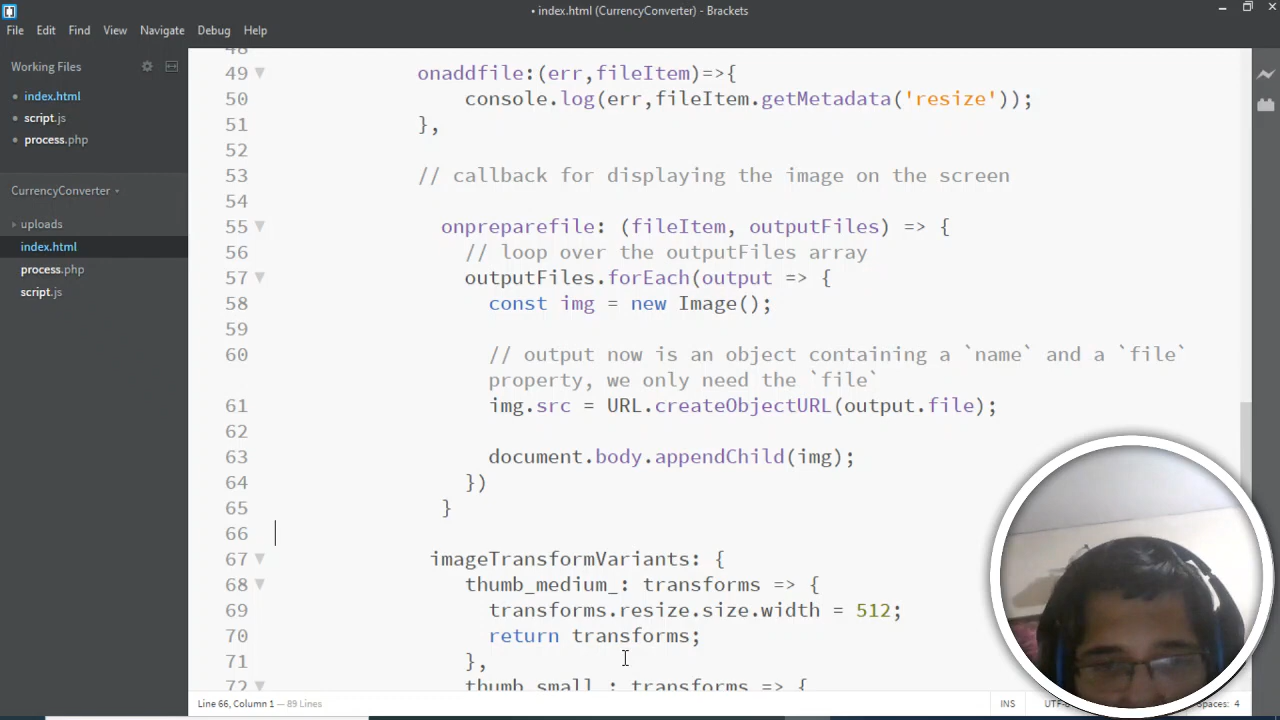 • index.html (CurrencyConverter) - Brackets
File Edit Find View Navigate Debug Help
Working Files
• index.html
• script.js
• process.php
CurrencyConverter
uploads
index.html
process.php
script.js
48
49 onaddfile:(err,fileItem)=>{
50 console.log(err,fileItem.getMetadata('resize'));
51 },
52
53 // callback for displaying the image on the screen
54
55 onpreparefile: (fileItem, outputFiles) => {
56 // loop over the outputFiles array
57 outputFiles.forEach(output => {
58 const img = new Image();
59
60 // output now is an object containing a `name` and a `file`
property, we only need the `file`
61 img.src = URL.createObjectURL(output.file);
62
63 document.body.appendChild(img);
64 })
65 }
66
67 imageTransformVariants: {
68 thumb_medium_: transforms => {
69 transforms.resize.size.width = 512;
70 return transforms;
71 },
72 thumb_small_: transforms => {
Line 66, Column 1 — 89 Lines
INS
Spaces: 4